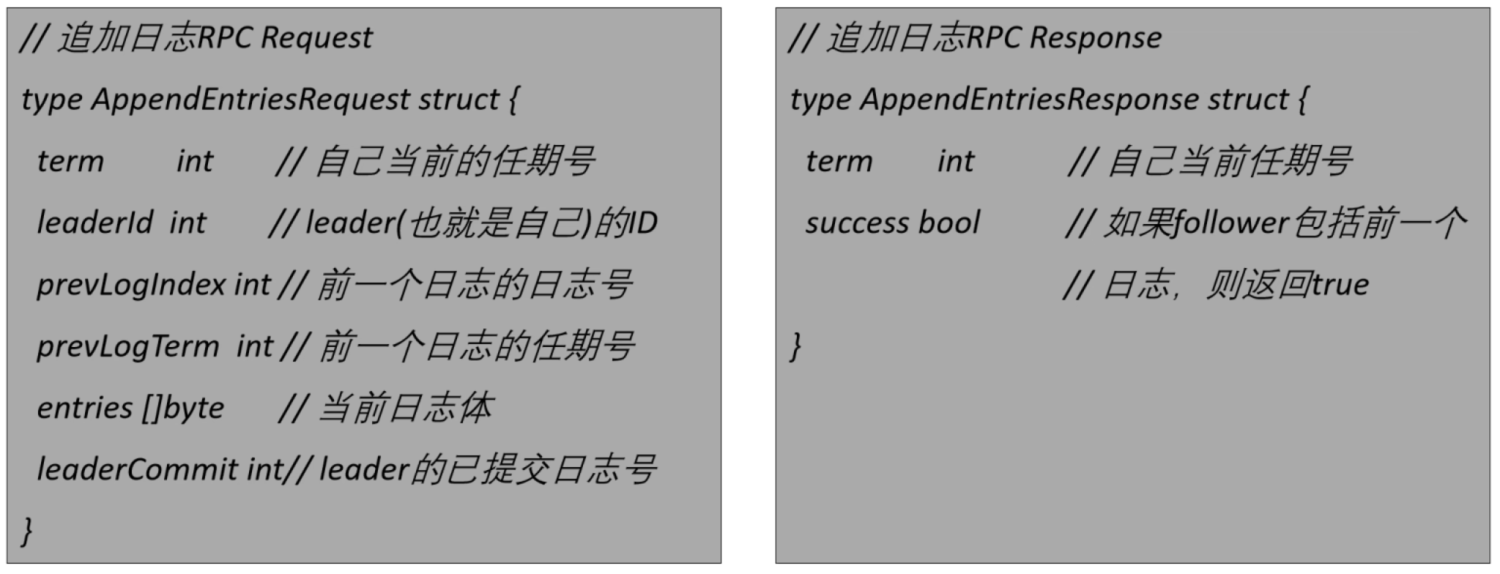 // 追加日志RPC Request
type AppendEntriesRequest struct {
term int // 自己当前的任期号
leaderId int // leader(也就是自己)的ID
prevLogIndex int // 前一个日志的日志号
prevLogTerm int // 前一个日志的任期号
entries []byte // 当前日志体
leaderCommit int// leader的已提交日志号
}
// 追加日志RPC Response
type AppendEntriesResponse struct {
term int // 自己当前任期号
success bool // 如果follower包括前一个
// 日志，则返回true
}